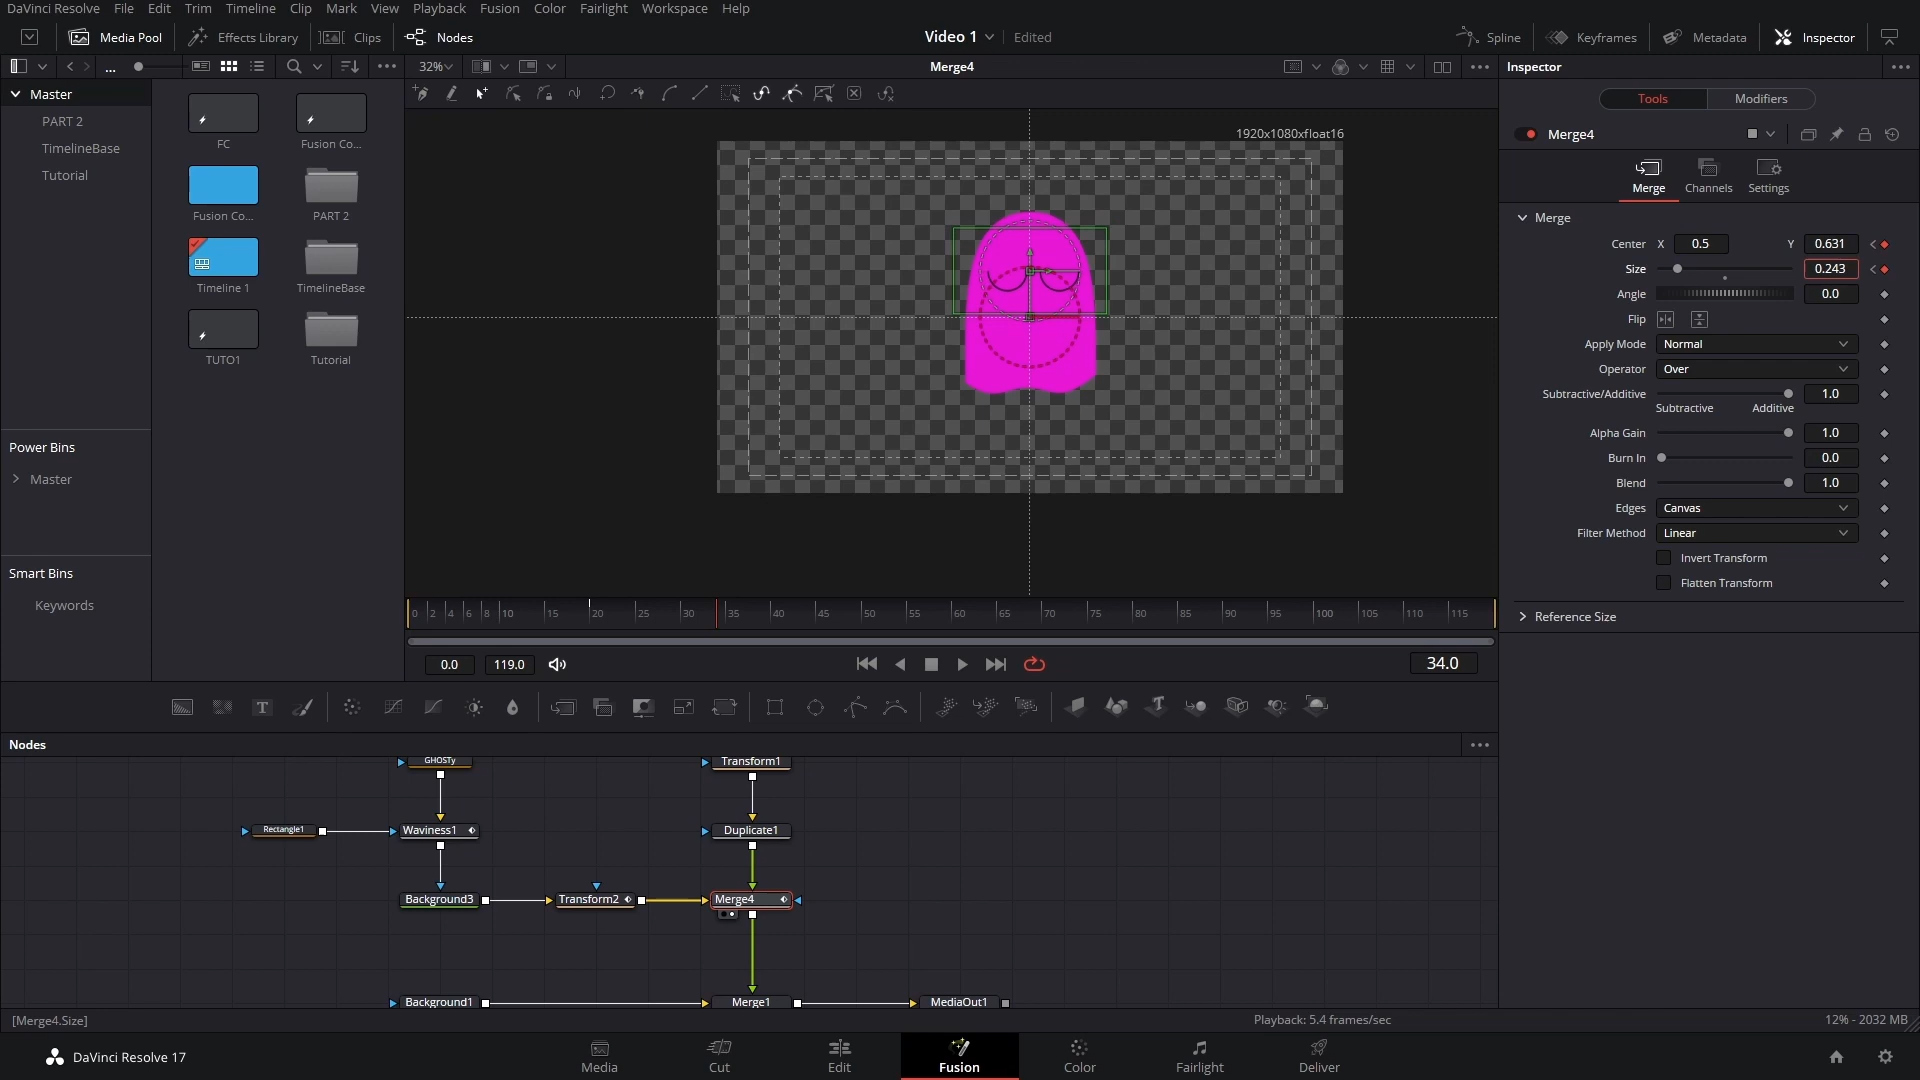 DaVinci Resolve File Edit Trim Timeline Clip Mark View Playback Fusion Color Fairlight Workspace Help
Media Pool Effects Library Clips Nodes Video 1 Edited Spline Keyframes Metadata Inspector
... 32% Merge4 Inspector
Master
PART 2
TimelineBase
Tutorial
FC Fusion Co...
Fusion Co... PART 2
Timeline 1 TimelineBase
TUTO1 Tutorial
Power Bins
Master
Smart Bins
Keywords
1920x1080xfloat16
0 2 4 6 8 10 15 20 25 30 35 40 45 50 55 60 65 70 75 80 85 90 95 100 105 110 115
0.0 119.0 34.0
Tools Modifiers
Merge4
Merge Channels Settings
Merge
Center X 0.5 Y 0.631
Size 0.243
Angle 0.0
Flip
Apply Mode Normal
Operator Over
Subtractive/Additive 1.0
Subtractive Additive
Alpha Gain 1.0
Burn In 0.0
Blend 1.0
Edges Canvas
Filter Method Linear
Invert Transform
Flatten Transform
Reference Size
T T
Nodes
GHOSTy Transform1
Rectangle1 Waviness1 Duplicate1
Background3 Transform2 Merge4
Background1 Merge1 MediaOut1
[Merge4.Size] Playback: 5.4 frames/sec 12% - 2032 MB
DaVinci Resolve 17 Media Cut Edit Fusion Color Fairlight Deliver